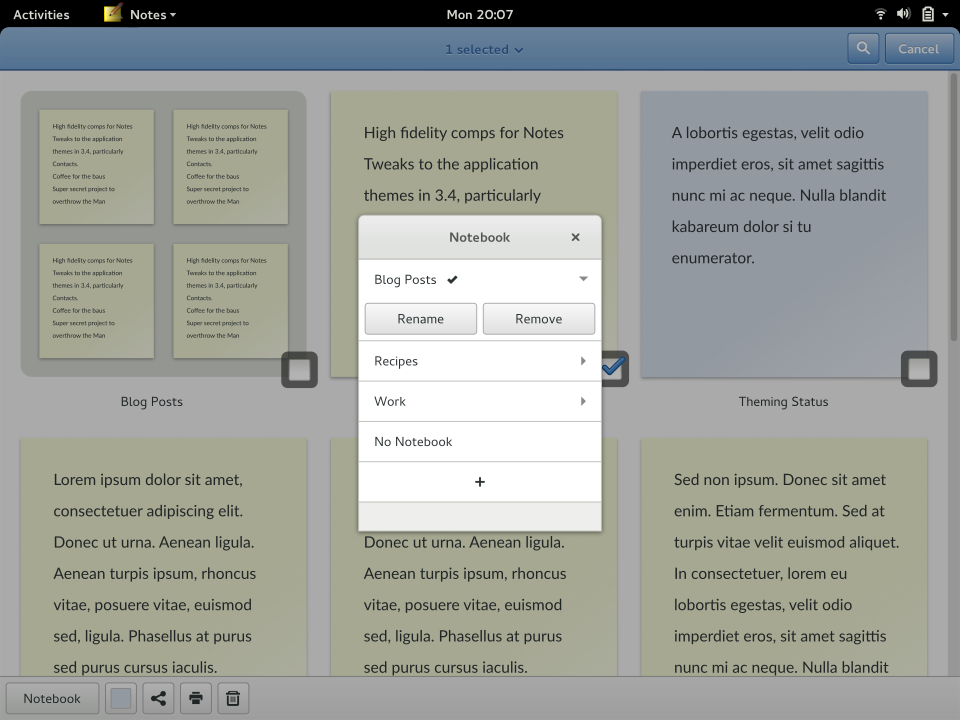 Activities
Notes
Mon 20:07
1 selected
Cancel
High fidelity comps for Notes
Tweaks to the application
themes in 3.4, particularly
Contacts.
Coffee for the baus
Super secret project to
overthrow the Man
High fidelity comps for Notes
Tweaks to the application
themes in 3.4, particularly
Contacts.
Coffee for the baus
Super secret project to
overthrow the Man
High fidelity comps for Notes
Tweaks to the application
themes in 3.4, particularly
Contacts.
Coffee for the baus
Super secret project to
overthrow the Man
High fidelity comps for Notes
Tweaks to the application
themes in 3.4, particularly
Contacts.
Coffee for the baus
Super secret project to
overthrow the Man
Blog Posts
High fidelity comps for Notes
Tweaks to the application
themes in 3.4, particularly
A lobortis egestas, velit odio
imperdiet eros, sit amet sagittis
nunc mi ac neque. Nulla blandit
kabareum dolor si tu
enumerator.
Theming Status
Notebook
Blog Posts
Rename
Remove
Recipes
Work
No Notebook
+
Lorem ipsum dolor sit amet,
consectetuer adipiscing elit.
Donec ut urna. Aenean ligula.
Aenean turpis ipsum, rhoncus
vitae, posuere vitae, euismod
sed, ligula. Phasellus at purus
sed purus cursus iaculis.
Donec ut urna. Aenean ligula.
Aenean turpis ipsum, rhoncus
vitae, posuere vitae, euismod
sed, ligula. Phasellus at purus
sed purus cursus iaculis.
Sed non ipsum. Donec sit amet
enim. Etiam fermentum. Sed at
turpis vitae velit euismod aliquet.
In consectetuer, lorem eu
lobortis egestas, velit odio
imperdiet eros, sit amet sagittis
nunc mi ac neque. Nulla blandit
Notebook